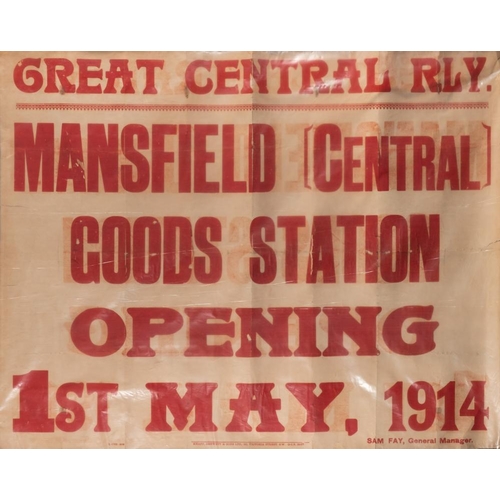 GREAT CENTRAL RLY.
MANSFIELD [CENTRAL]
GOODS STATION
OPENING
1ST MAY, 1914
SAM FAY, General Manager.